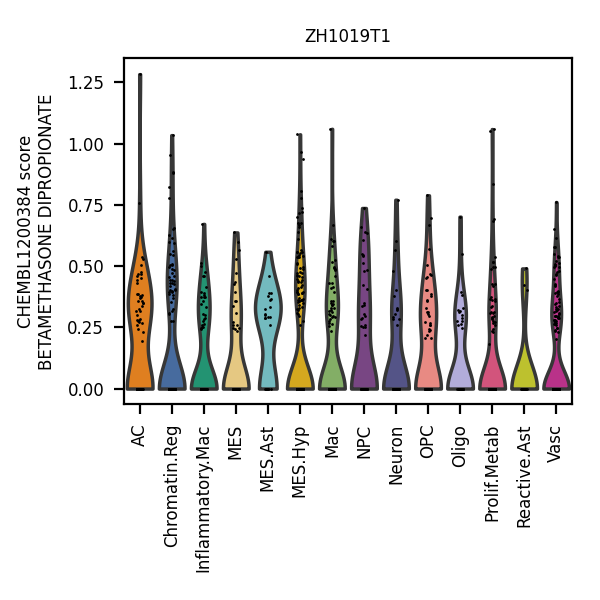 ZH1019T1
CHEMBL1200384 score
BETAMETHASONE DIPROPIONATE
1.25
1.00
0.75
0.50
0.25
0.00
AC
Chromatin.Reg
Inflammatory.Mac
MES
MES.Ast
MES.Hyp
Mac
NPC
Neuron
OPC
Oligo
Prolif.Metab
Reactive.Ast
Vasc